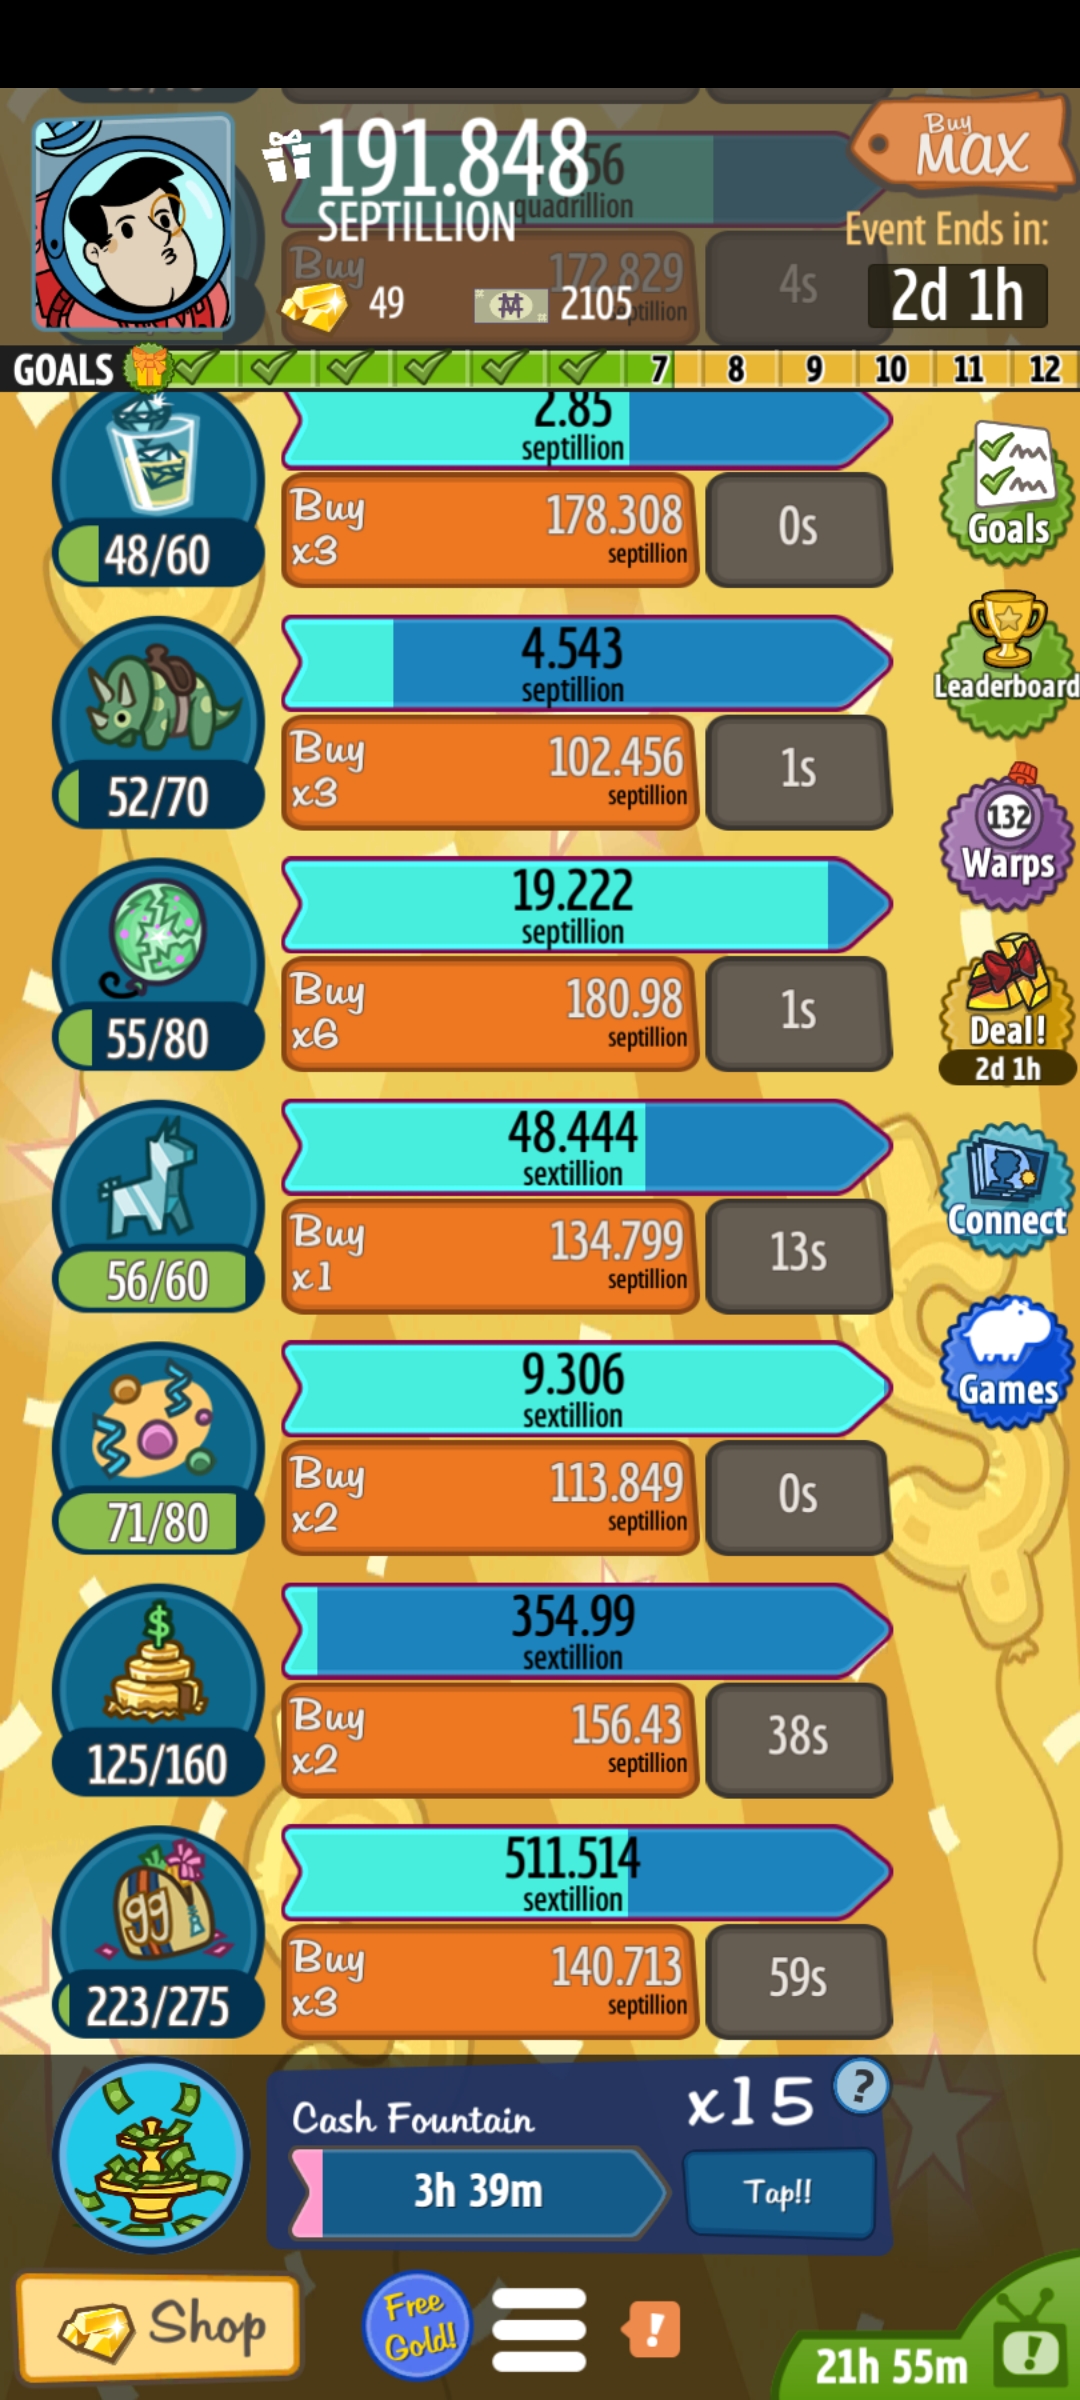 191.848
SEPTILLION
quadrillion
Buy
MAX
Event Ends in:
2d 1h
Buy
172.829
septillion
4s
49
2105
GOALS
7
8
9
10
11
12
2.85
septillion
48/60
Buy
x3
178.308
septillion
0s
Goals
4.543
septillion
52/70
Buy
x3
102.456
septillion
1s
Leaderboard
132
Warps
19.222
septillion
55/80
Buy
x6
180.98
septillion
1s
Deal!
2d 1h
48.444
sextillion
56/60
Buy
x1
134.799
septillion
13s
Connect
9.306
sextillion
71/80
Buy
x2
113.849
septillion
0s
Games
$
354.99
sextillion
125/160
Buy
x2
156.43
septillion
38s
gg
511.514
sextillion
223/275
Buy
x3
140.713
septillion
59s
Cash Fountain
x15
?
3h 39m
Tap!!
Shop
Free
Gold!
!
21h 55m
!